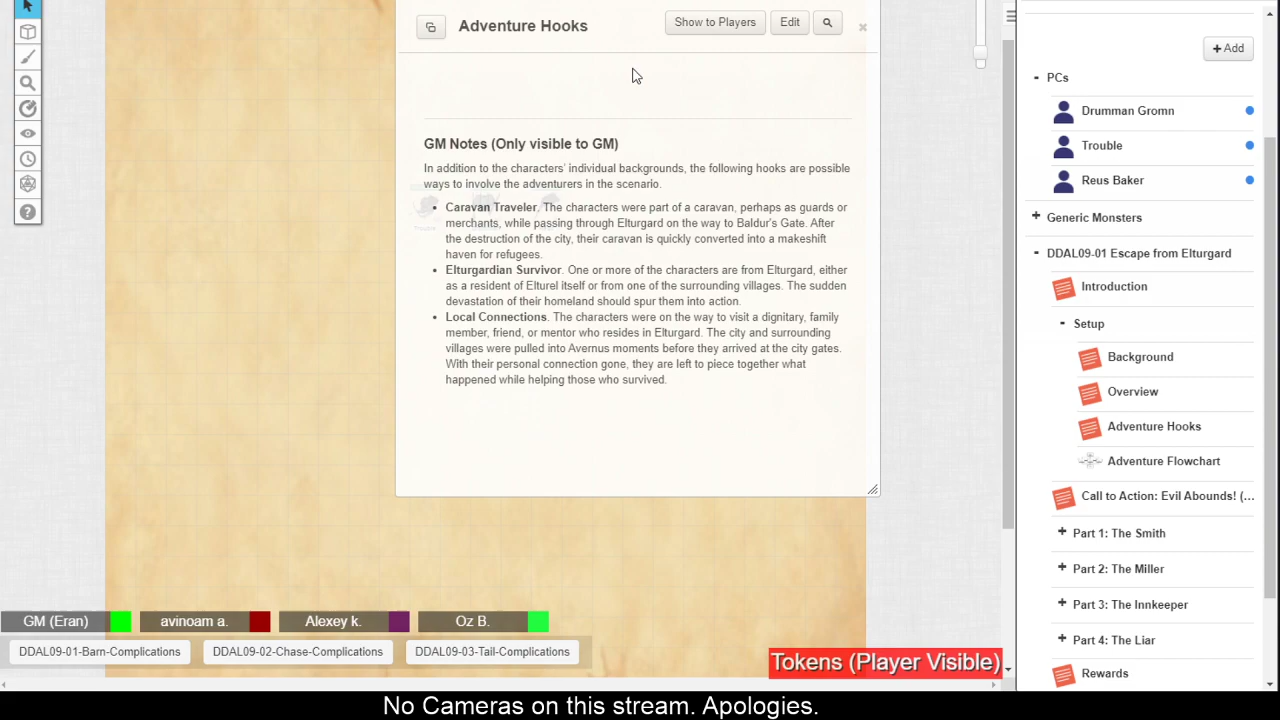 Adventure Hooks
Show to Players
Edit
GM Notes (Only visible to GM)
In addition to the characters' individual backgrounds, the following hooks are possible
ways to involve the adventurers in the scenario.
Caravan Traveler. The characters were part of a caravan, perhaps as guards or
merchants, while passing through Elturgard on the way to Baldur's Gate. After
the destruction of the city, their caravan is quickly converted into a makeshift
haven for refugees.
Elturgardian Survivor. One or more of the characters are from Elturgard, either
as a resident of Elturel itself or from one of the surrounding villages. The sudden
devastation of their homeland should spur them into action.
Local Connections. The characters were on the way to visit a dignitary, family
member, friend, or mentor who resides in Elturgard. The city and surrounding
villages were pulled into Avernus moments before they arrived at the city gates.
With their personal connection gone, they are left to piece together what
happened while helping those who survived.
+ Add
- PCs
Drumman Gromn
Trouble
Reus Baker
+ Generic Monsters
- DDAL09-01 Escape from Elturgard
Introduction
- Setup
Background
Overview
Adventure Hooks
Adventure Flowchart
Call to Action: Evil Abounds! (...
+ Part 1: The Smith
+ Part 2: The Miller
+ Part 3: The Innkeeper
+ Part 4: The Liar
Rewards
GM (Eran)
avinoam a.
Alexey k.
Oz B.
DDAL09-01-Barn-Complications
DDAL09-02-Chase-Complications
DDAL09-03-Tail-Complications
Tokens (Player Visible)
No Cameras on this stream. Apologies.